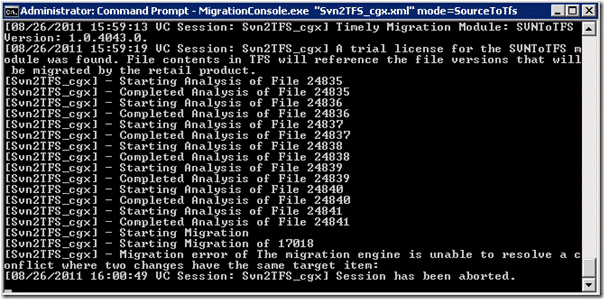 Administrator: Command Prompt - MigrationConsole.exe "Svn2TFS_cgx.xml" mode=SourceToTfs
[08/26/2011 15:59:13 VC Session: Svn2TFS_cgx] Timely Migration Module: SVNToTFS
Version: 1.0.4043.0.
[08/26/2011 15:59:19 VC Session: Svn2TFS_cgx] A trial license for the SVNToTFS m
odule was found. File contents in TFS will reference the file versions that will
be migrated by the retail product.
[Svn2TFS_cgx] - Starting Analysis of File 24835
[Svn2TFS_cgx] - Completed Analysis of File 24835
[Svn2TFS_cgx] - Starting Analysis of File 24836
[Svn2TFS_cgx] - Completed Analysis of File 24836
[Svn2TFS_cgx] - Starting Analysis of File 24837
[Svn2TFS_cgx] - Completed Analysis of File 24837
[Svn2TFS_cgx] - Starting Analysis of File 24838
[Svn2TFS_cgx] - Completed Analysis of File 24838
[Svn2TFS_cgx] - Starting Analysis of File 24839
[Svn2TFS_cgx] - Completed Analysis of File 24839
[Svn2TFS_cgx] - Starting Analysis of File 24840
[Svn2TFS_cgx] - Completed Analysis of File 24840
[Svn2TFS_cgx] - Starting Analysis of File 24841
[Svn2TFS_cgx] - Completed Analysis of File 24841
[Svn2TFS_cgx] - Starting Migration
[Svn2TFS_cgx] - Starting Migration of 17018
[Svn2TFS_cgx] - Migration error of The migration engine is unable to resolve a c
onflict where two changes have the same target item:
[08/26/2011 16:00:49 VC Session: Svn2TFS_cgx] Session has been aborted.